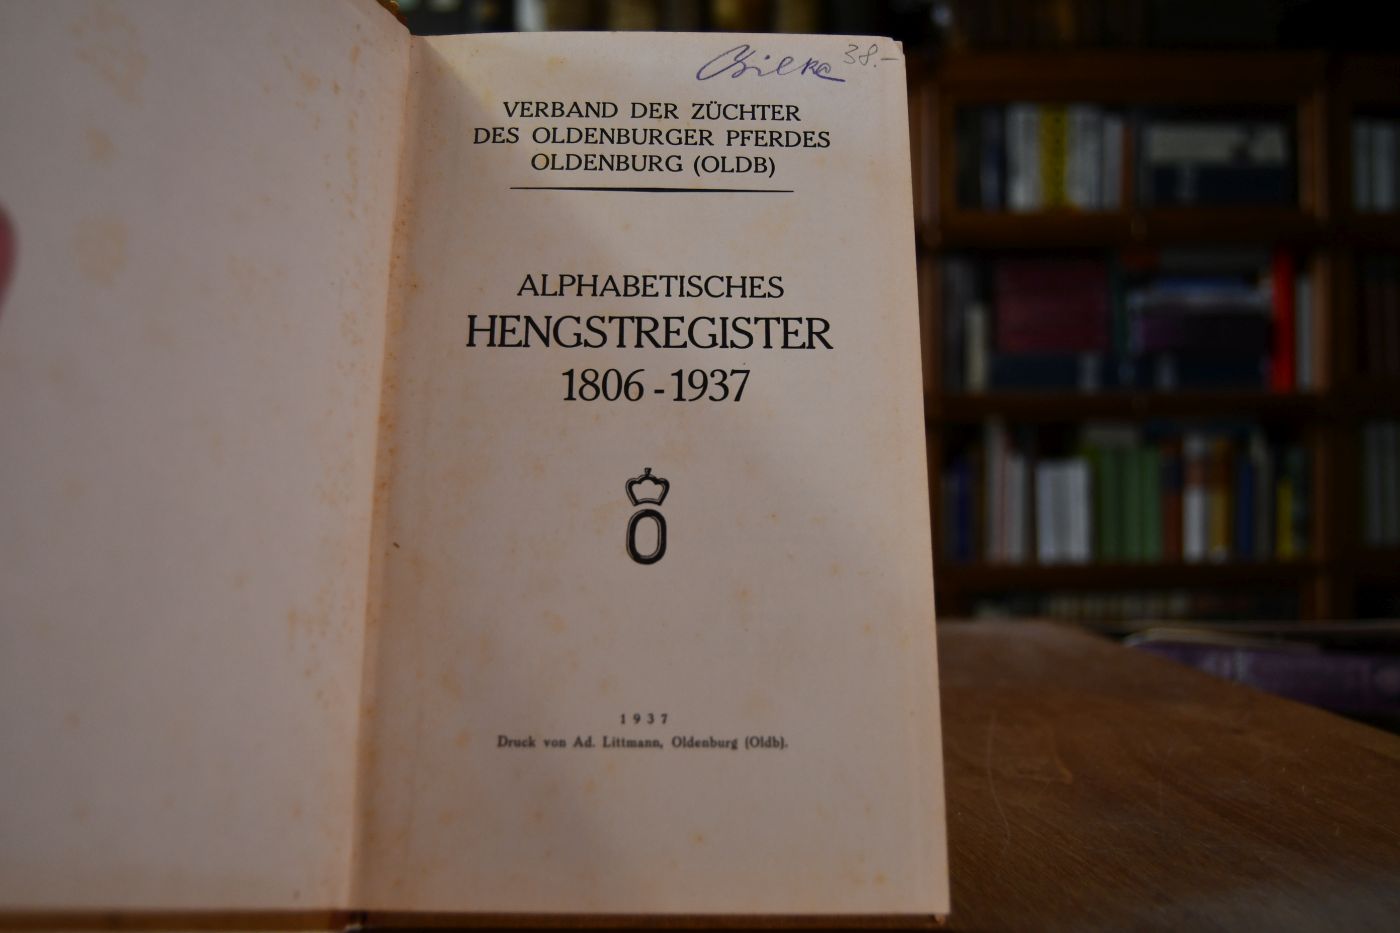 38.-
VERBAND DER ZÜCHTER
DES OLDENBURGER PFERDES
OLDENBURG (OLDB)
ALPHABETISCHES
HENGSTREGISTER
1806 - 1937
O
1937
Druck von Ad. Littmann, Oldenburg (Oldb).